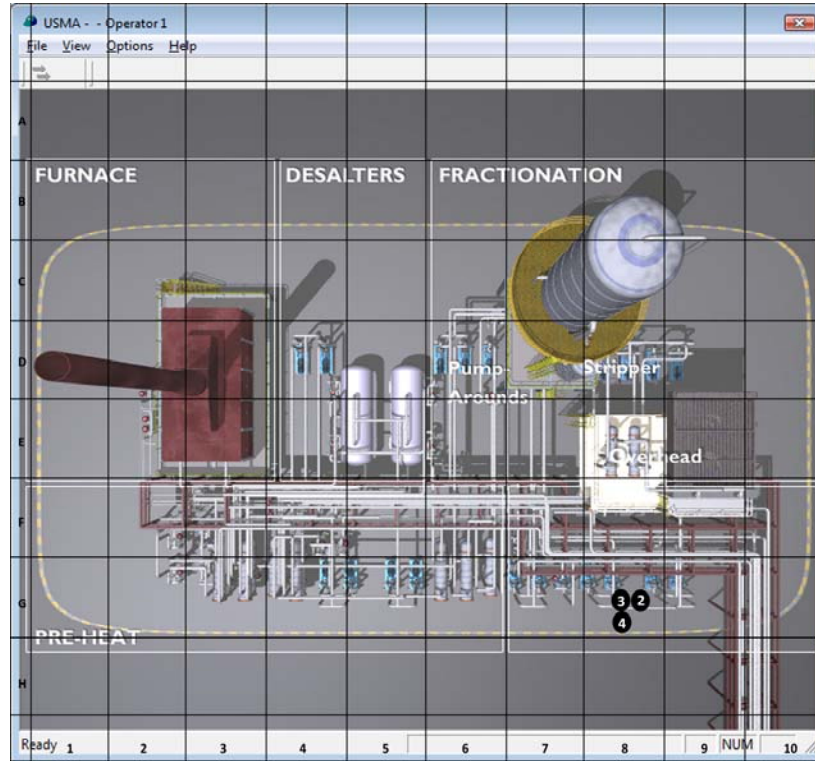 USMA - - Operator 1
File View Options Help
A
FURNACE DESALTERS FRACTIONATION
B
C
D
Pump- Stripper
Arounds
E
Overhead
F
G
3 2
4
PRE-HEAT
H
Ready 1 2 3 4 5 6 7 8 9 NUM 10